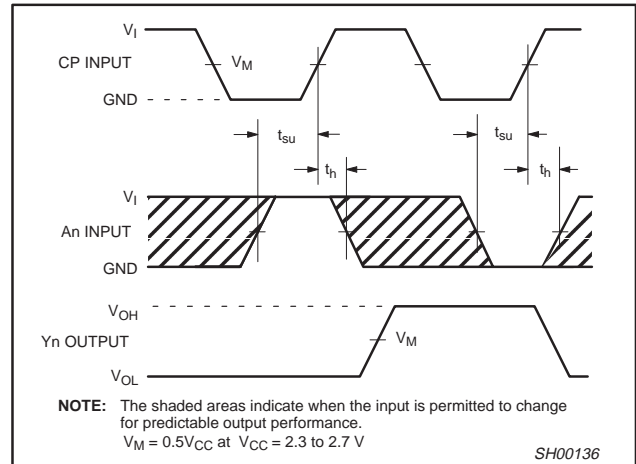 VI
CP INPUT
VM
GND
tsu
tsu
th
th
VI
An INPUT
GND
VOH
Yn OUTPUT
VM
VOL
NOTE: The shaded areas indicate when the input is permitted to change
for predictable output performance.
VM = 0.5VCC at VCC = 2.3 to 2.7 V
SH00136